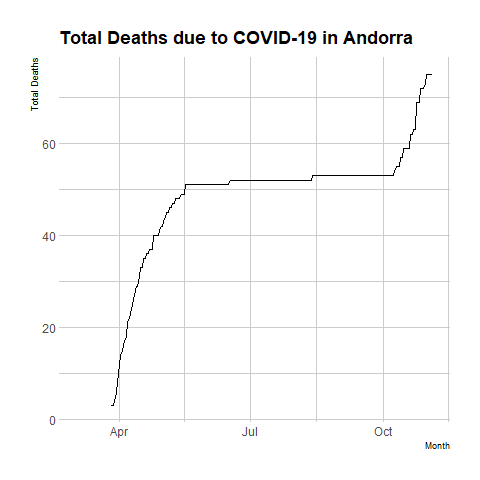 Total Deaths due to COVID-19 in Andorra
Total Deaths
60
40
20
0
Apr Jul Oct
Month